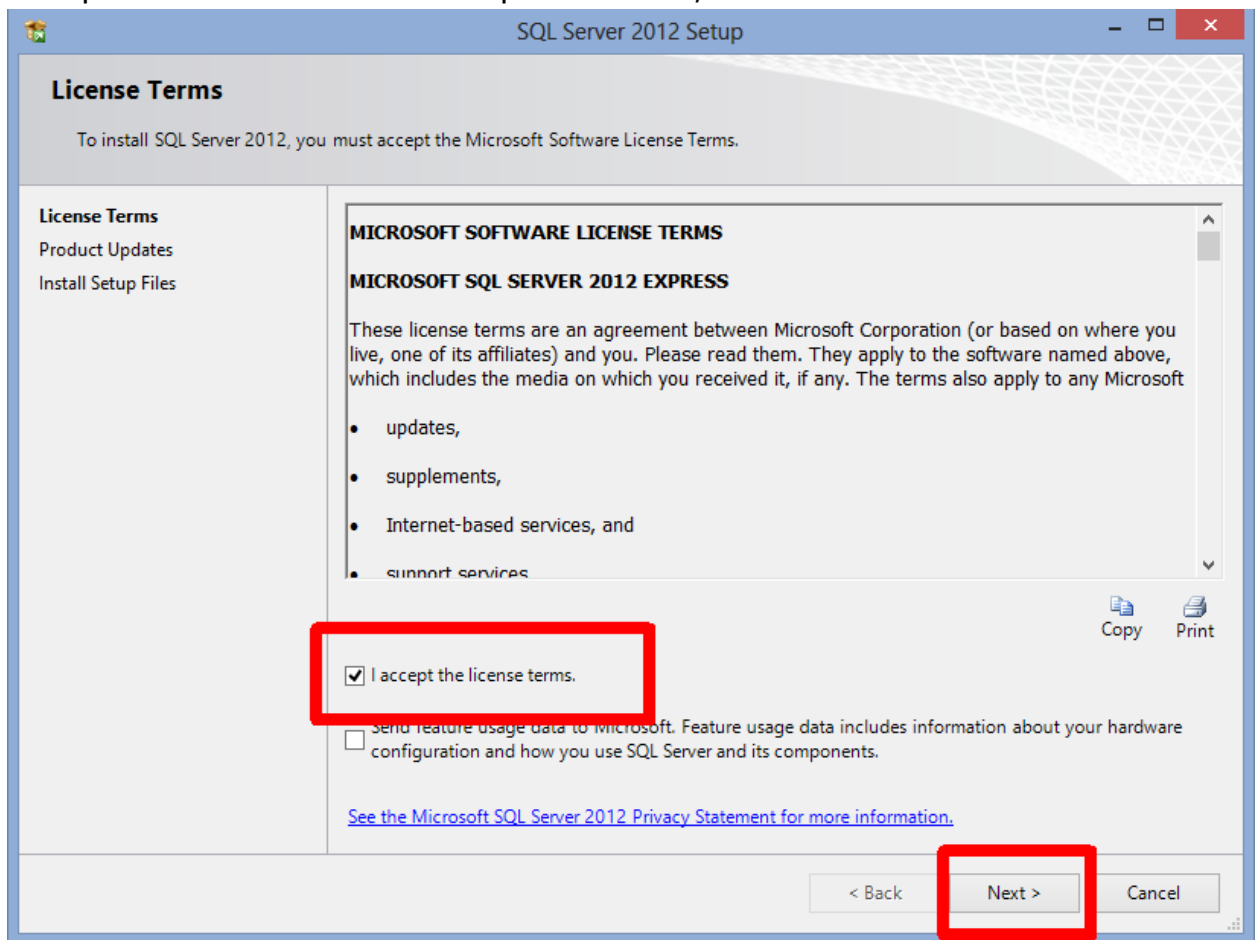 SQL Server 2012 Setup
License Terms
To install SQL Server 2012, you must accept the Microsoft Software License Terms.
License Terms
Product Updates
Install Setup Files
MICROSOFT SOFTWARE LICENSE TERMS
MICROSOFT SQL SERVER 2012 EXPRESS
These license terms are an agreement between Microsoft Corporation (or based on where you
live, one of its affiliates) and you. Please read them. They apply to the software named above,
which includes the media on which you received it, if any. The terms also apply to any Microsoft
• updates,
• supplements,
• Internet-based services, and
• support services
Copy Print
I accept the license terms.
Send feature usage data to Microsoft. Feature usage data includes information about your hardware
configuration and how you use SQL Server and its components.
See the Microsoft SQL Server 2012 Privacy Statement for more information.
< Back Next > Cancel